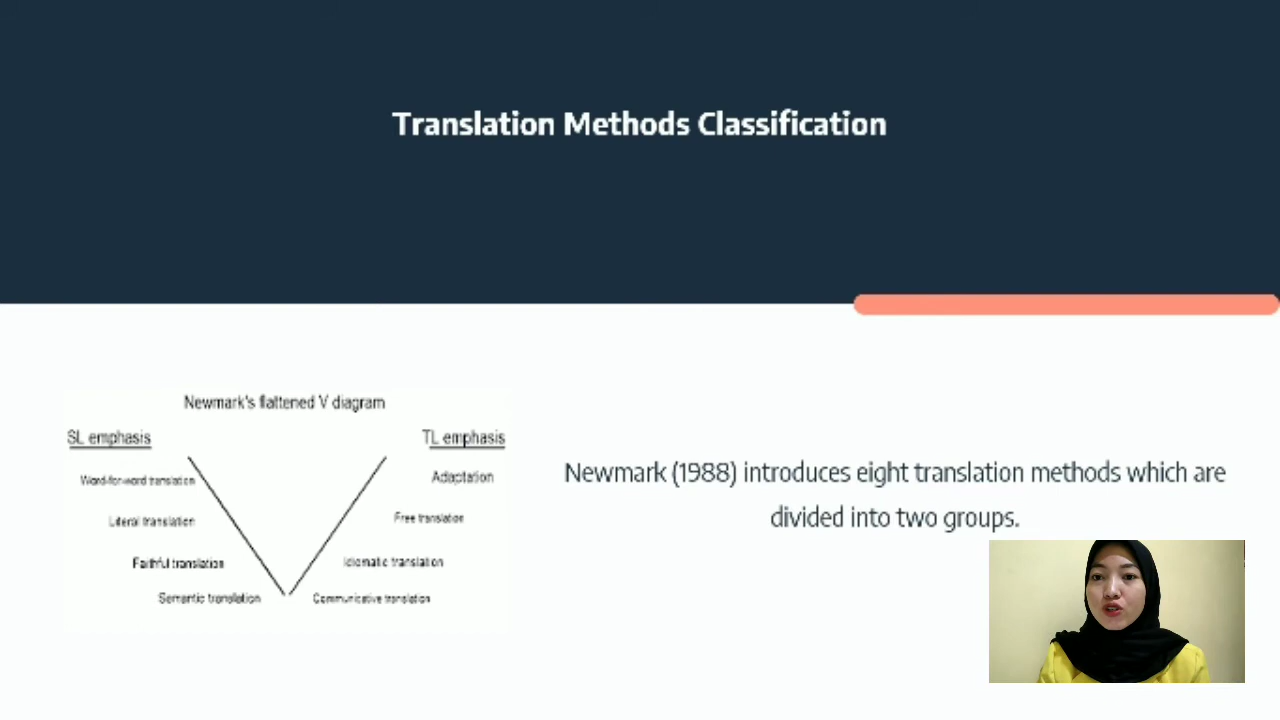 Translation Methods Classification
Newmark's flattened V diagram
SL emphasis
TL emphasis
Word-for-word translation
Adaptation
Literal translation
Free translation
Faithful translation
Idiomatic translation
Semantic translation
Communicative translation
Newmark (1988) introduces eight translation methods which are
divided into two groups.